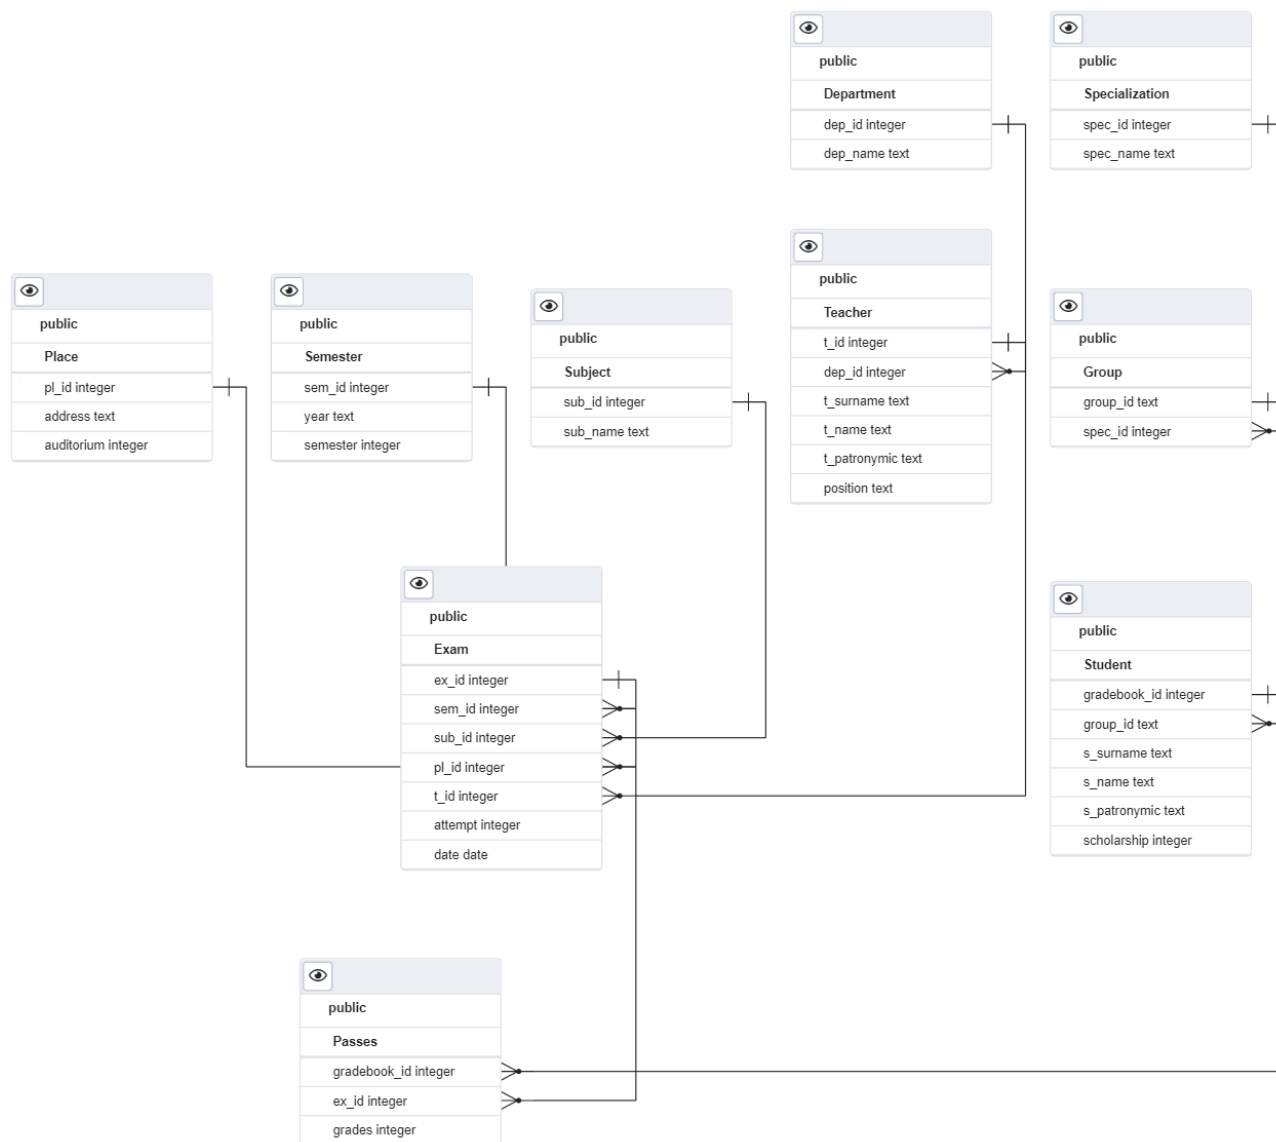 public
Department
dep_id integer
dep_name text
public
Specialization
spec_id integer
spec_name text
public
Place
pl_id integer
address text
auditorium integer
public
Semester
sem_id integer
year text
semester integer
public
Subject
sub_id integer
sub_name text
public
Teacher
t_id integer
dep_id integer
t_surname text
t_name text
t_patronymic text
position text
public
Group
group_id text
spec_id integer
public
Exam
ex_id integer
sem_id integer
sub_id integer
pl_id integer
t_id integer
attempt integer
date date
public
Student
gradebook_id integer
group_id text
s_surname text
s_name text
s_patronymic text
scholarship integer
public
Passes
gradebook_id integer
ex_id integer
grades integer